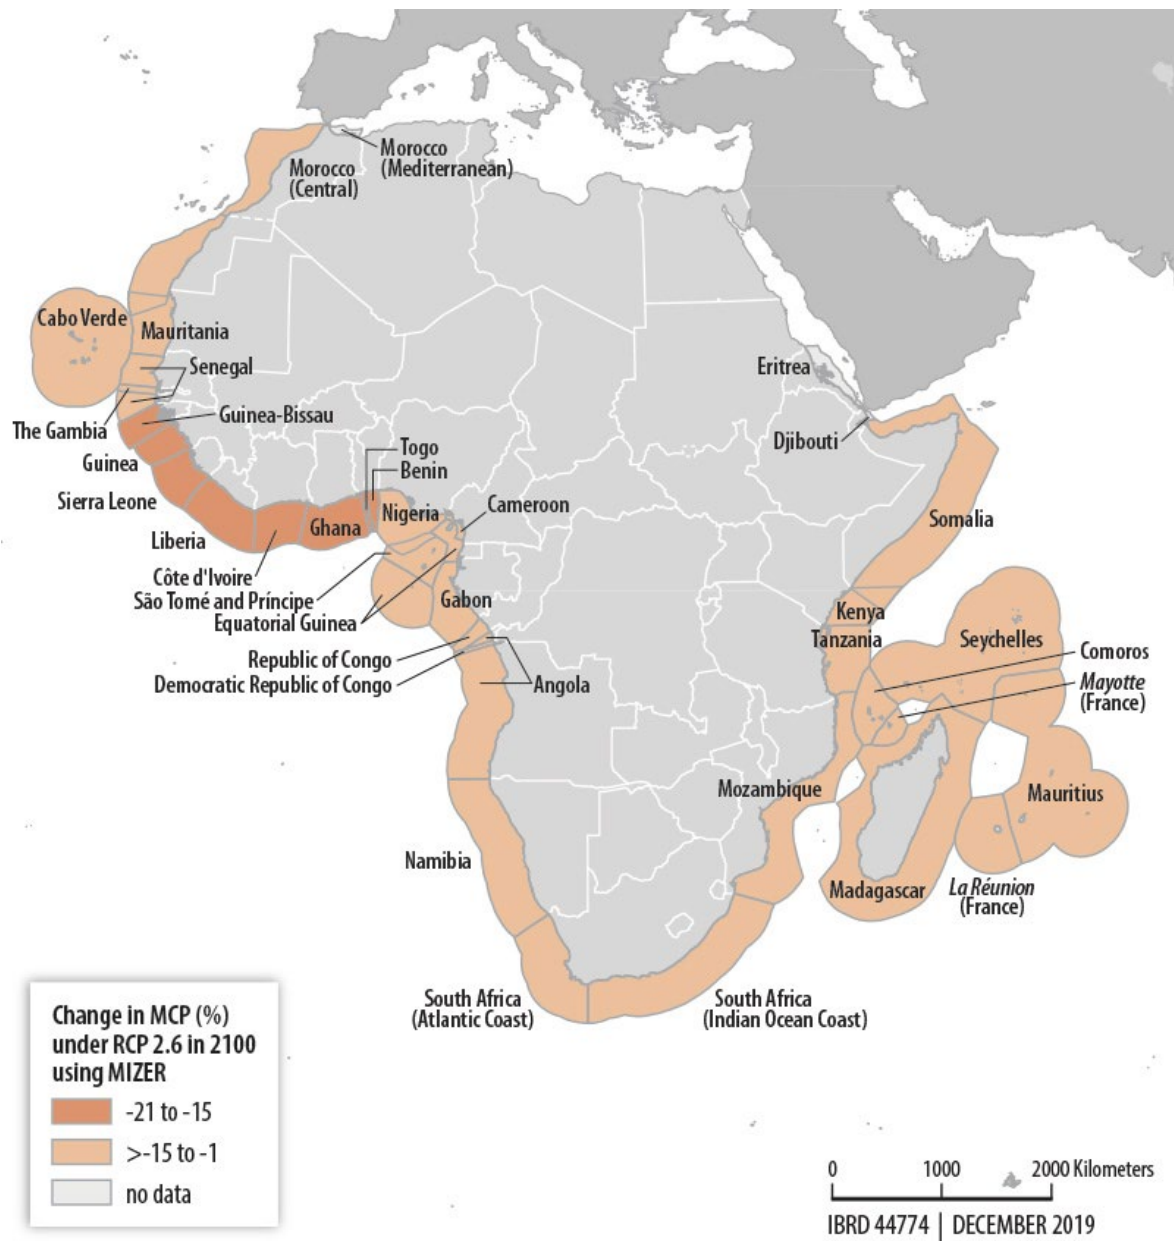 Morocco
(Mediterranean)
Morocco
(Central)
Cabo Verde
Mauritania
Senegal
Eritrea
Guinea-Bissau
The Gambia
Djibouti
Togo
Guinea
Benin
Sierra Leone
Nigeria
Cameroon
Ghana
Somalia
Liberia
Côte d'Ivoire
São Tomé and Príncipe
Gabon
Kenya
Equatorial Guinea
Tanzania
Seychelles
Comoros
Republic of Congo
Mayotte
(France)
Democratic Republic of Congo
Angola
Mozambique
Mauritius
Namibia
Madagascar
La Réunion
(France)
South Africa
(Atlantic Coast)
South Africa
(Indian Ocean Coast)
Change in MCP (%)
under RCP 2.6 in 2100
using MIZER
-21 to -15
>-15 to -1
no data
0 1000 2000 Kilometers
IBRD 44774 | DECEMBER 2019